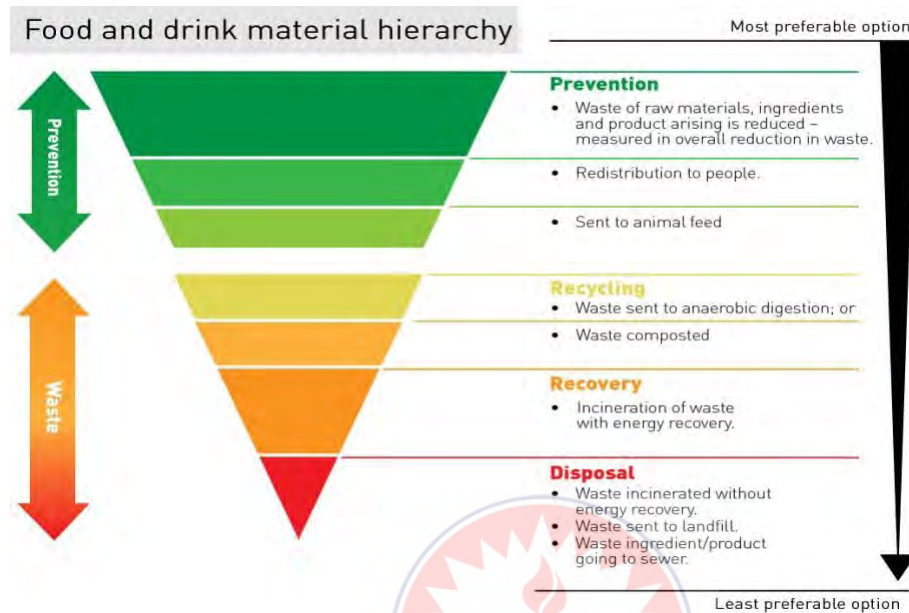 Food and drink material hierarchy
Most preferable option
Prevention
Prevention
• Waste of raw materials, ingredients
and product arising is reduced –
measured in overall reduction in waste.
• Redistribution to people.
• Sent to animal feed
Waste
Recycling
• Waste sent to anaerobic digestion; or
• Waste composted
Recovery
• Incineration of waste
with energy recovery.
Disposal
• Waste incinerated without
energy recovery.
• Waste sent to landfill.
• Waste ingredient/product
going to sewer.
Least preferable option